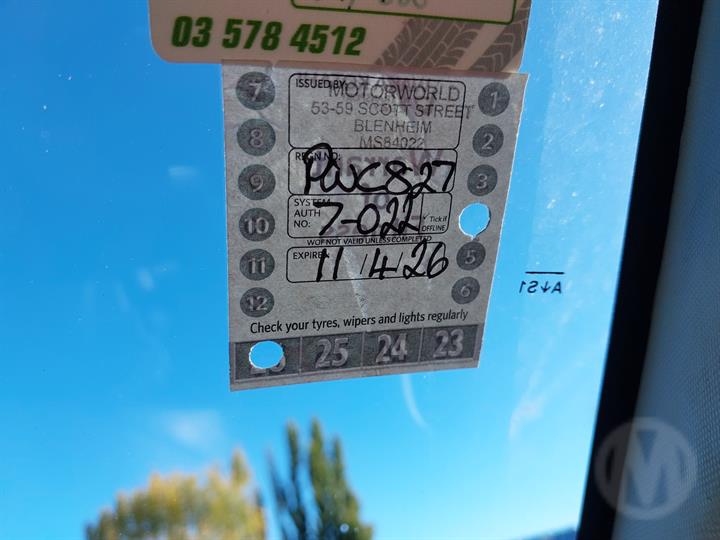 03 578 4512
7
ISSUED BY:
MOTORWORLD
1
53-59 SCOTT STREET
8
BLENHEIM
2
MS84022
REGN NO:
9
PWC827
3
SYSTEM
AUTH
NO:
7-022
Tick if
OFFLINE
10
WOF NOT VALID UNLESS COMPLETED
11
EXPIRES
11/4/26
5
12
6
Check your tyres, wipers and lights regularly
25 24 23
A↓S1
M